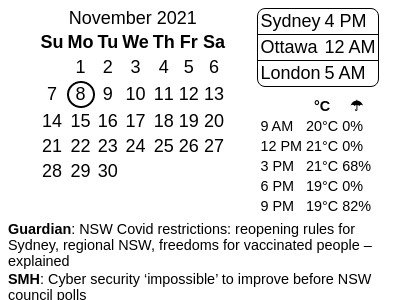 November 2021
Su Mo Tu We Th Fr Sa
1 2 3 4 5 6
7 8 9 10 11 12 13
14 15 16 17 18 19 20
21 22 23 24 25 26 27
28 29 30
Sydney 4 PM
Ottawa 12 AM
London 5 AM
°C ☂
9 AM 20°C 0%
12 PM 21°C 0%
3 PM 21°C 68%
6 PM 19°C 0%
9 PM 19°C 82%
Guardian: NSW Covid restrictions: reopening rules for
Sydney, regional NSW, freedoms for vaccinated people –
explained
SMH: Cyber security ‘impossible’ to improve before NSW
council polls